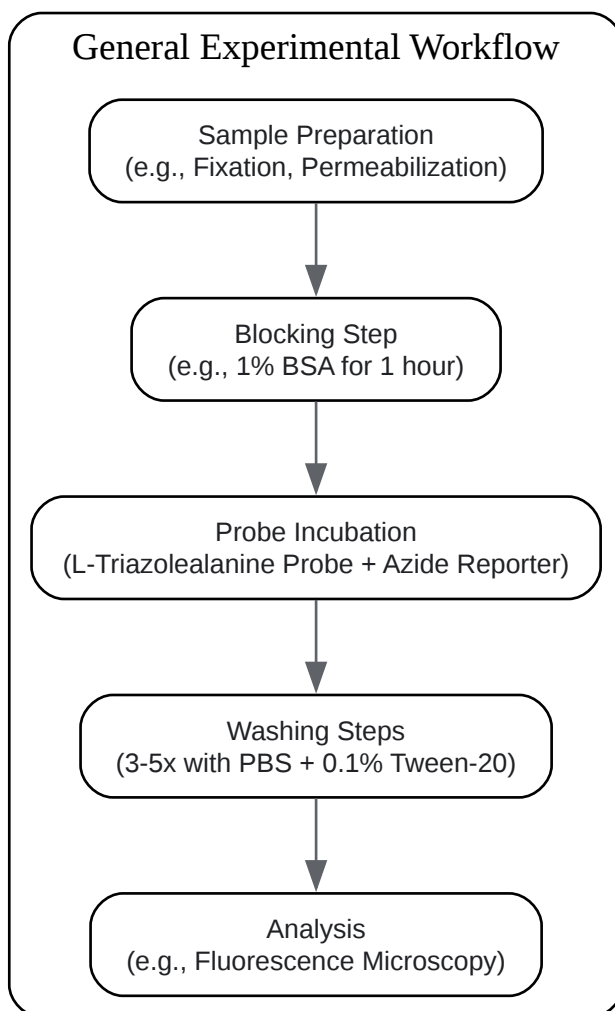 General Experimental Workflow
Sample Preparation
(e.g., Fixation, Permeabilization)
Blocking Step
(e.g., 1% BSA for 1 hour)
Probe Incubation
(L-Triazolealanine Probe + Azide Reporter)
Washing Steps
(3-5x with PBS + 0.1% Tween-20)
Analysis
(e.g., Fluorescence Microscopy)